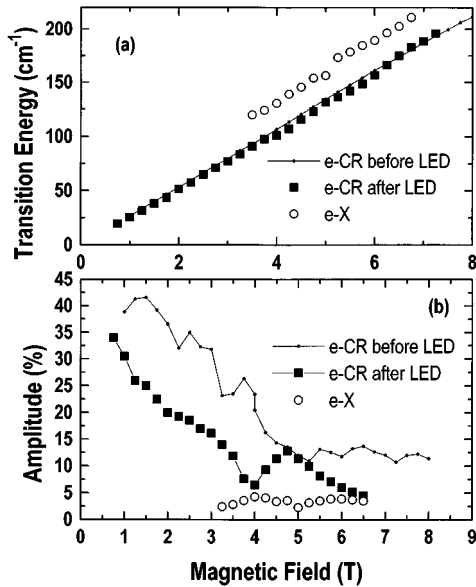 Transition Energy (cm⁻¹)
200
150
100
50
0
(a)
e-CR before LED
e-CR after LED
e-X
0 2 4 6 8
Amplitude (%)
45
40
35
30
25
20
15
10
5
0
(b)
e-CR before LED
e-CR after LED
e-X
0 1 2 3 4 5 6 7 8 9
Magnetic Field (T)